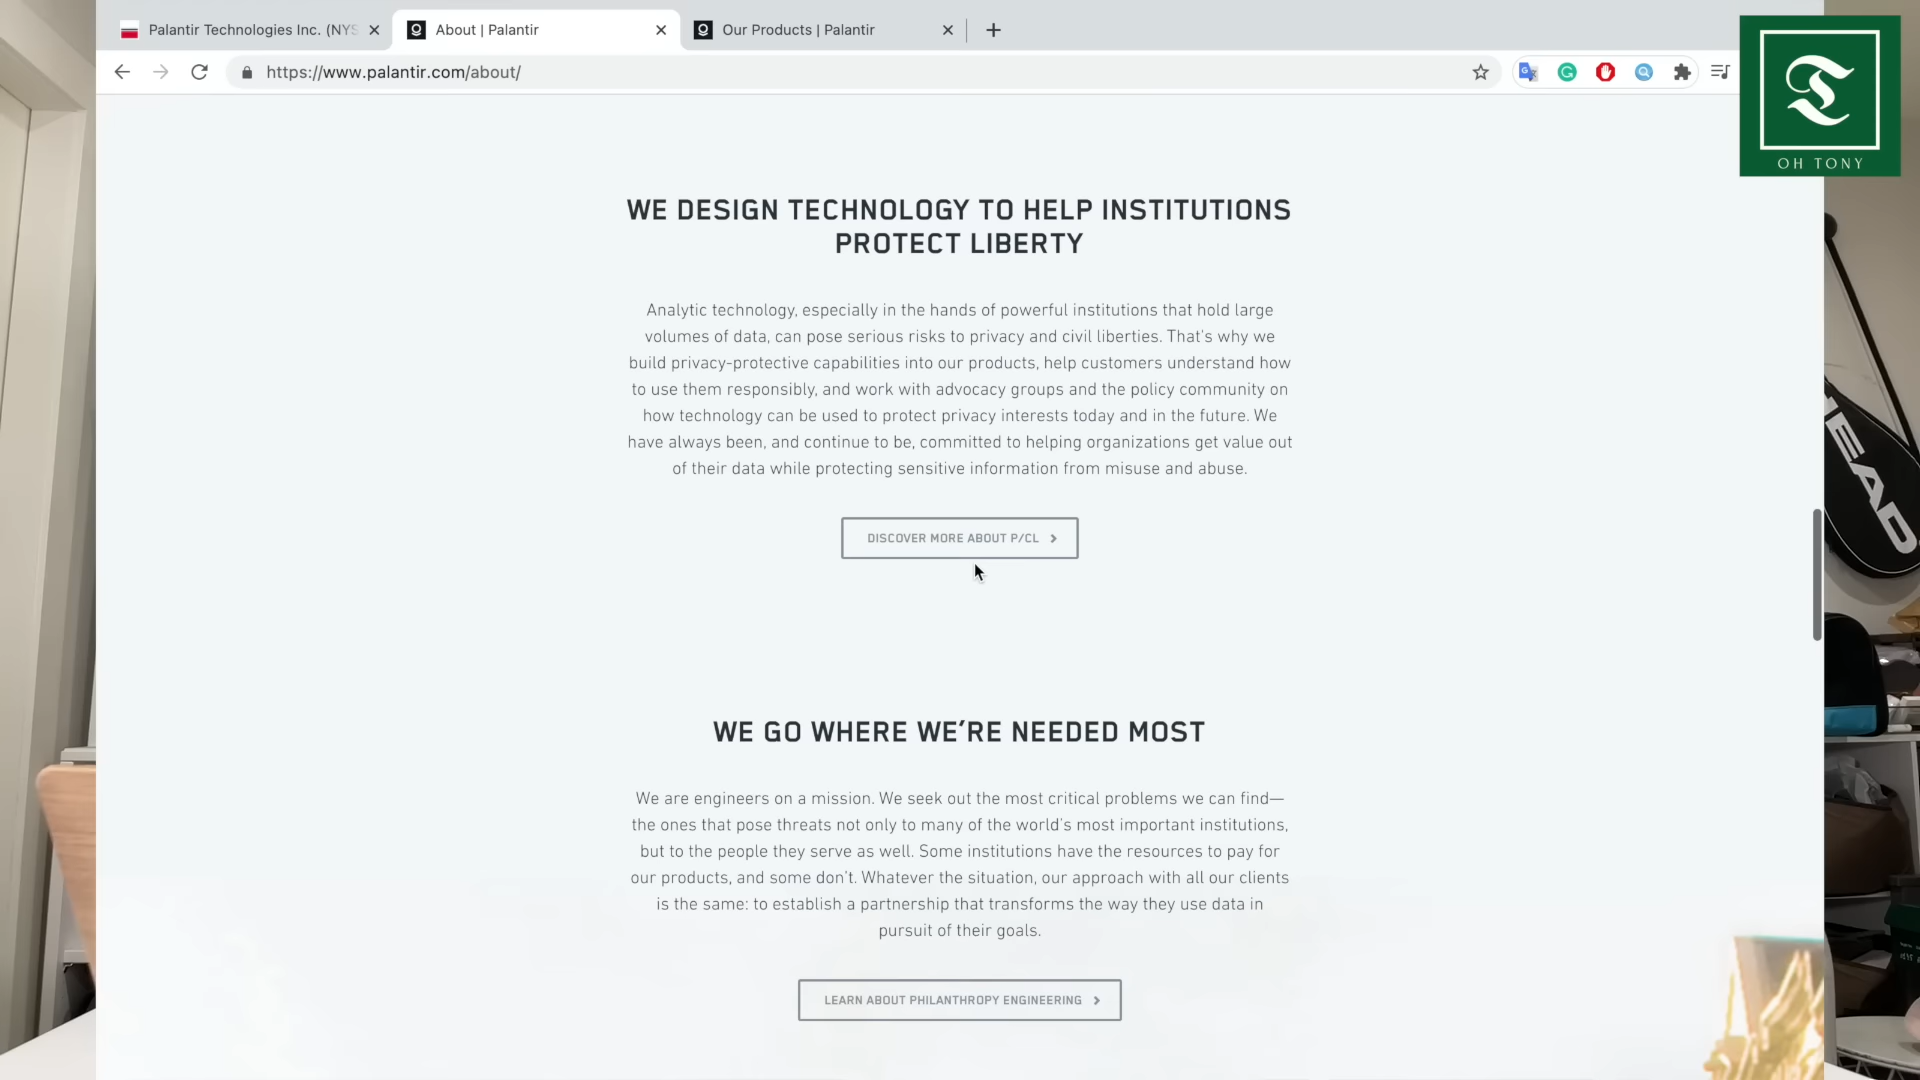 Palantir Technologies Inc. (NYS
About | Palantir
Our Products | Palantir
https://www.palantir.com/about/
OH TONY
WE DESIGN TECHNOLOGY TO HELP INSTITUTIONS
PROTECT LIBERTY
Analytic technology, especially in the hands of powerful institutions that hold large
volumes of data, can pose serious risks to privacy and civil liberties. That's why we
build privacy-protective capabilities into our products, help customers understand how
to use them responsibly, and work with advocacy groups and the policy community on
how technology can be used to protect privacy interests today and in the future. We
have always been, and continue to be, committed to helping organizations get value out
of their data while protecting sensitive information from misuse and abuse.
DISCOVER MORE ABOUT P/CL
HEAD
WE GO WHERE WE'RE NEEDED MOST
We are engineers on a mission. We seek out the most critical problems we can find—
the ones that pose threats not only to many of the world's most important institutions,
but to the people they serve as well. Some institutions have the resources to pay for
our products, and some don't. Whatever the situation, our approach with all our clients
is the same: to establish a partnership that transforms the way they use data in
pursuit of their goals.
LEARN ABOUT PHILANTHROPY ENGINEERING